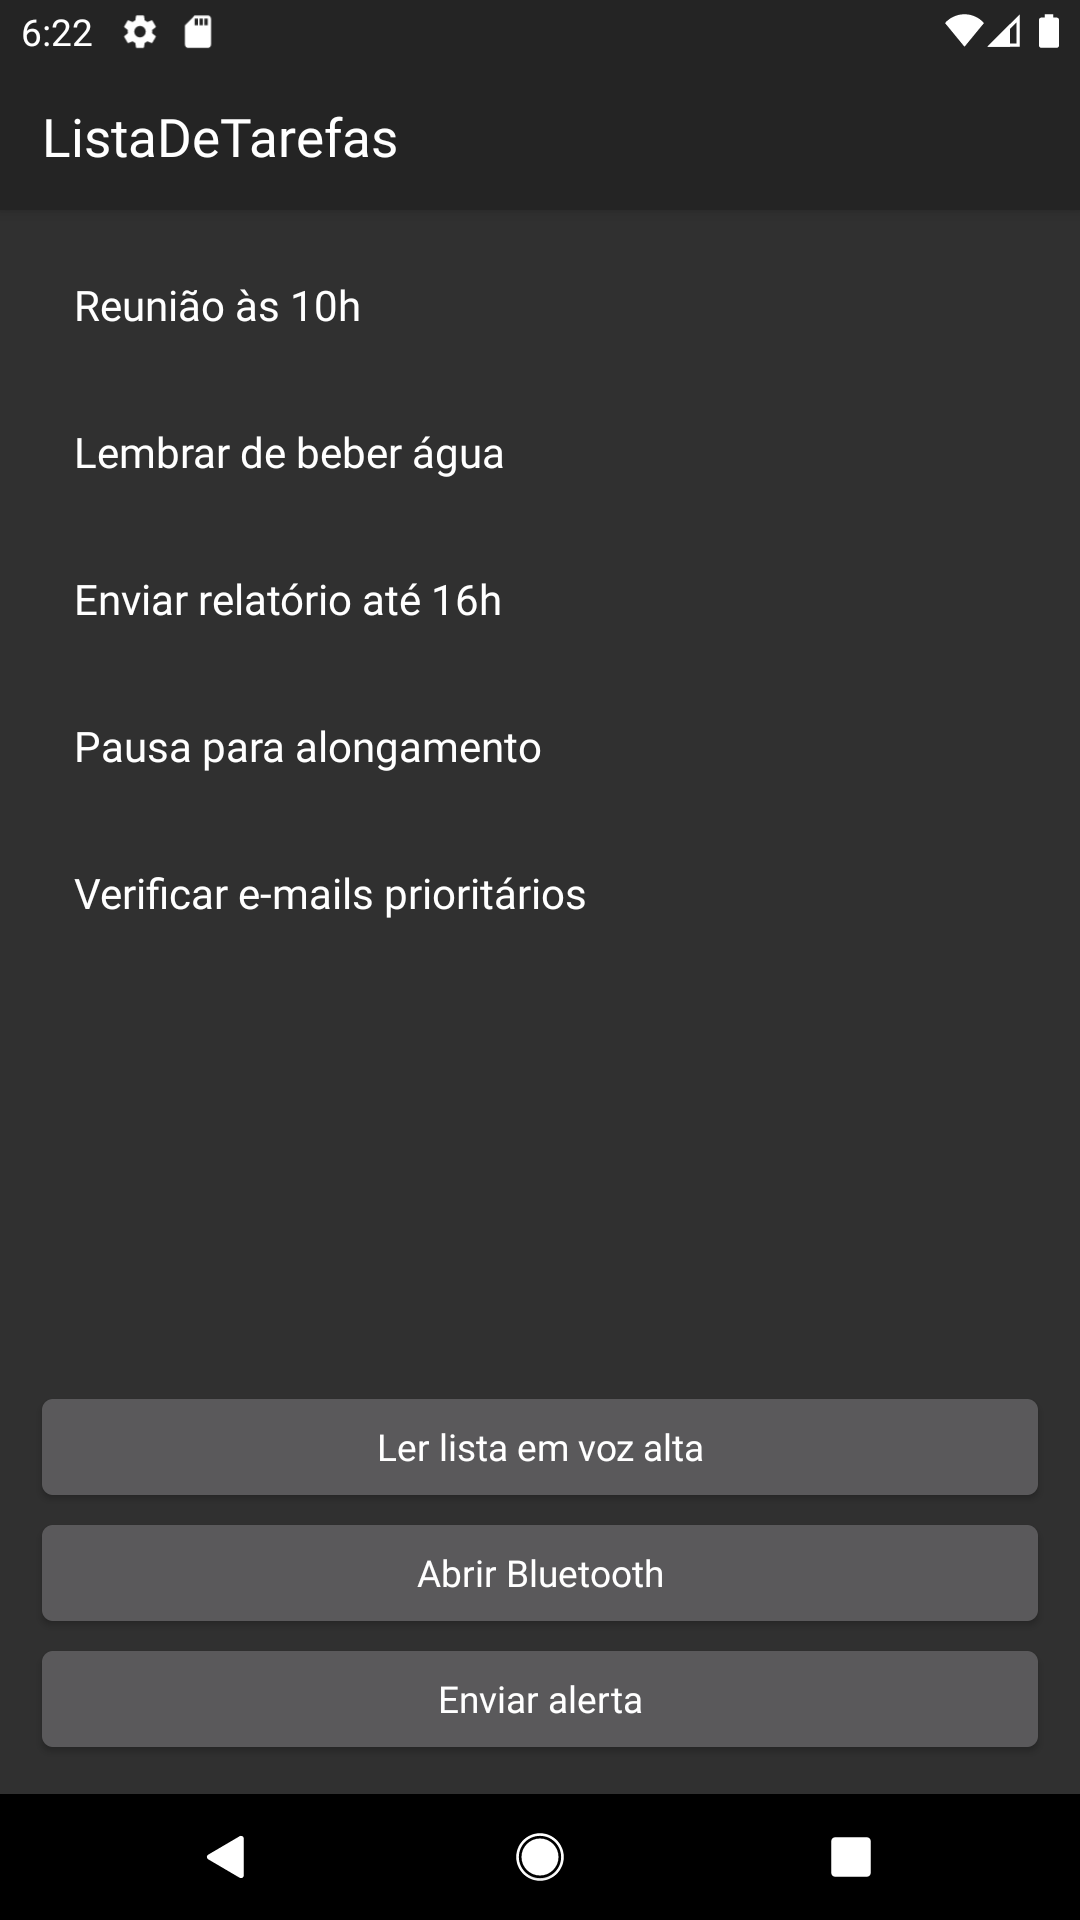 6:22
ListaDeTarefas
Reunião às 10h
Lembrar de beber água
Enviar relatório até 16h
Pausa para alongamento
Verificar e-mails prioritários
Ler lista em voz alta
Abrir Bluetooth
Enviar alerta